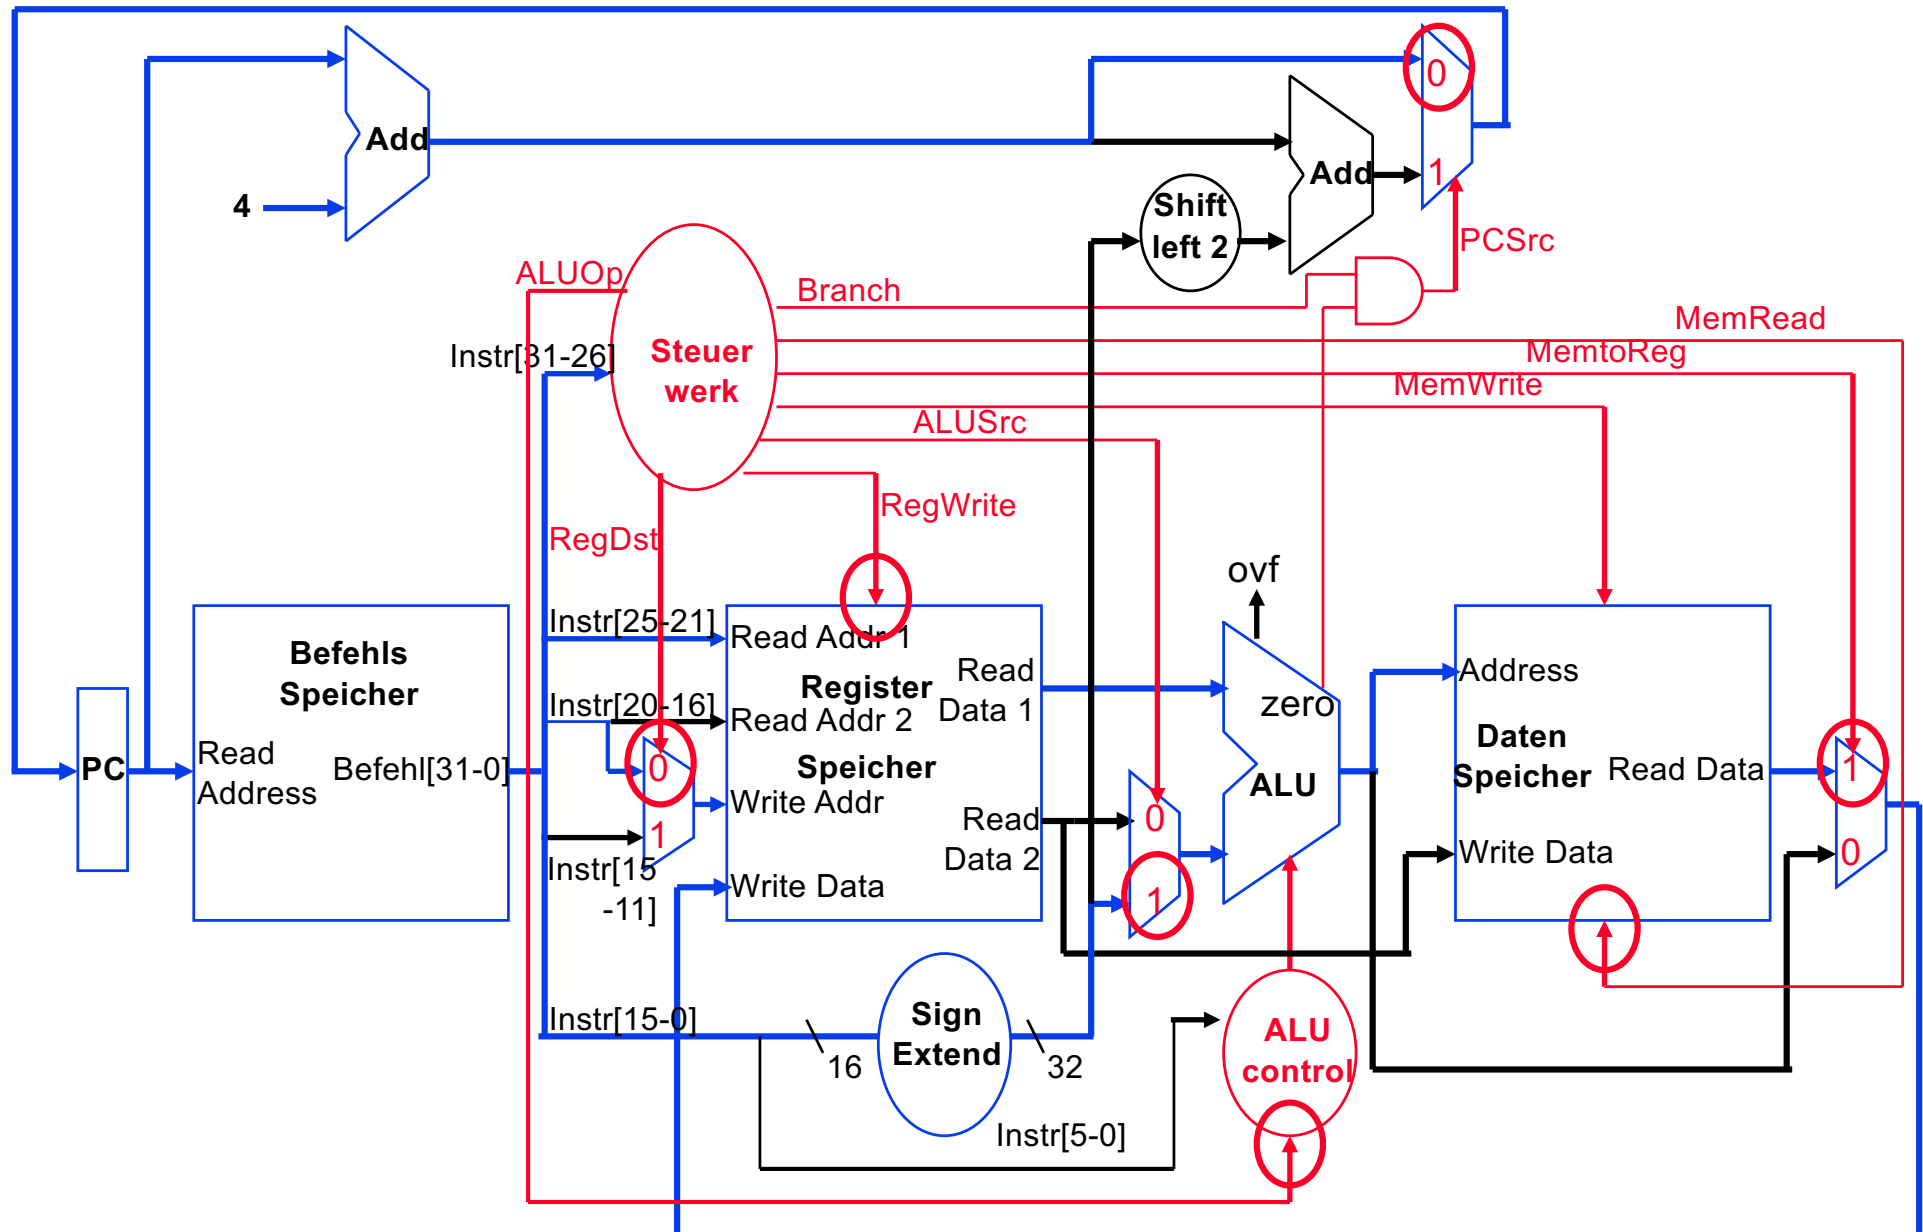 0
Add
Add
1
Shift
left 2
4
PCSrc
ALUOp
Branch
MemRead
Instr[31-26]
Steuer
werk
MemtoReg
MemWrite
ALUSrc
RegWrite
RegDst
ovf
Instr[25-21]
Read Addr 1
Befehls
Speicher
Read
Data 1
Address
Register
Instr[20-16]
Read Addr 2
zero
Daten
Speicher
PC
Read
Address
Befehl[31-0]
0
Speicher
ALU
Read Data
1
Write Addr
1
Read
Data 2
0
Write Data
0
Instr[15
-11]
Write Data
1
Instr[15-0]
Sign
Extend
16
32
ALU
control
Instr[5-0]